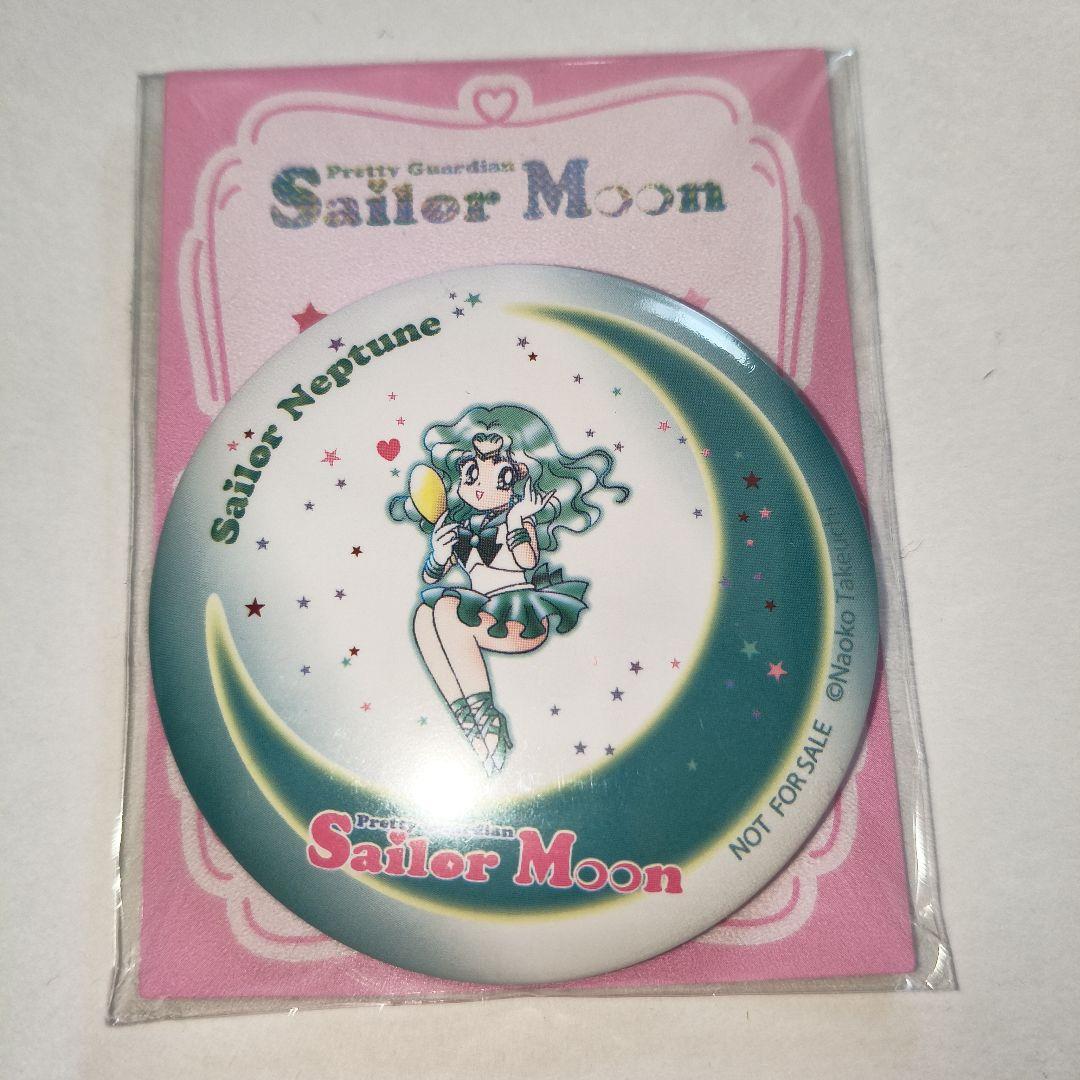 Pretty Guardian
Sailor Moon
Sailor Neptune
Pretty Guardian
Sailor Moon
NOT FOR SALE ©Naoko Takeuchi